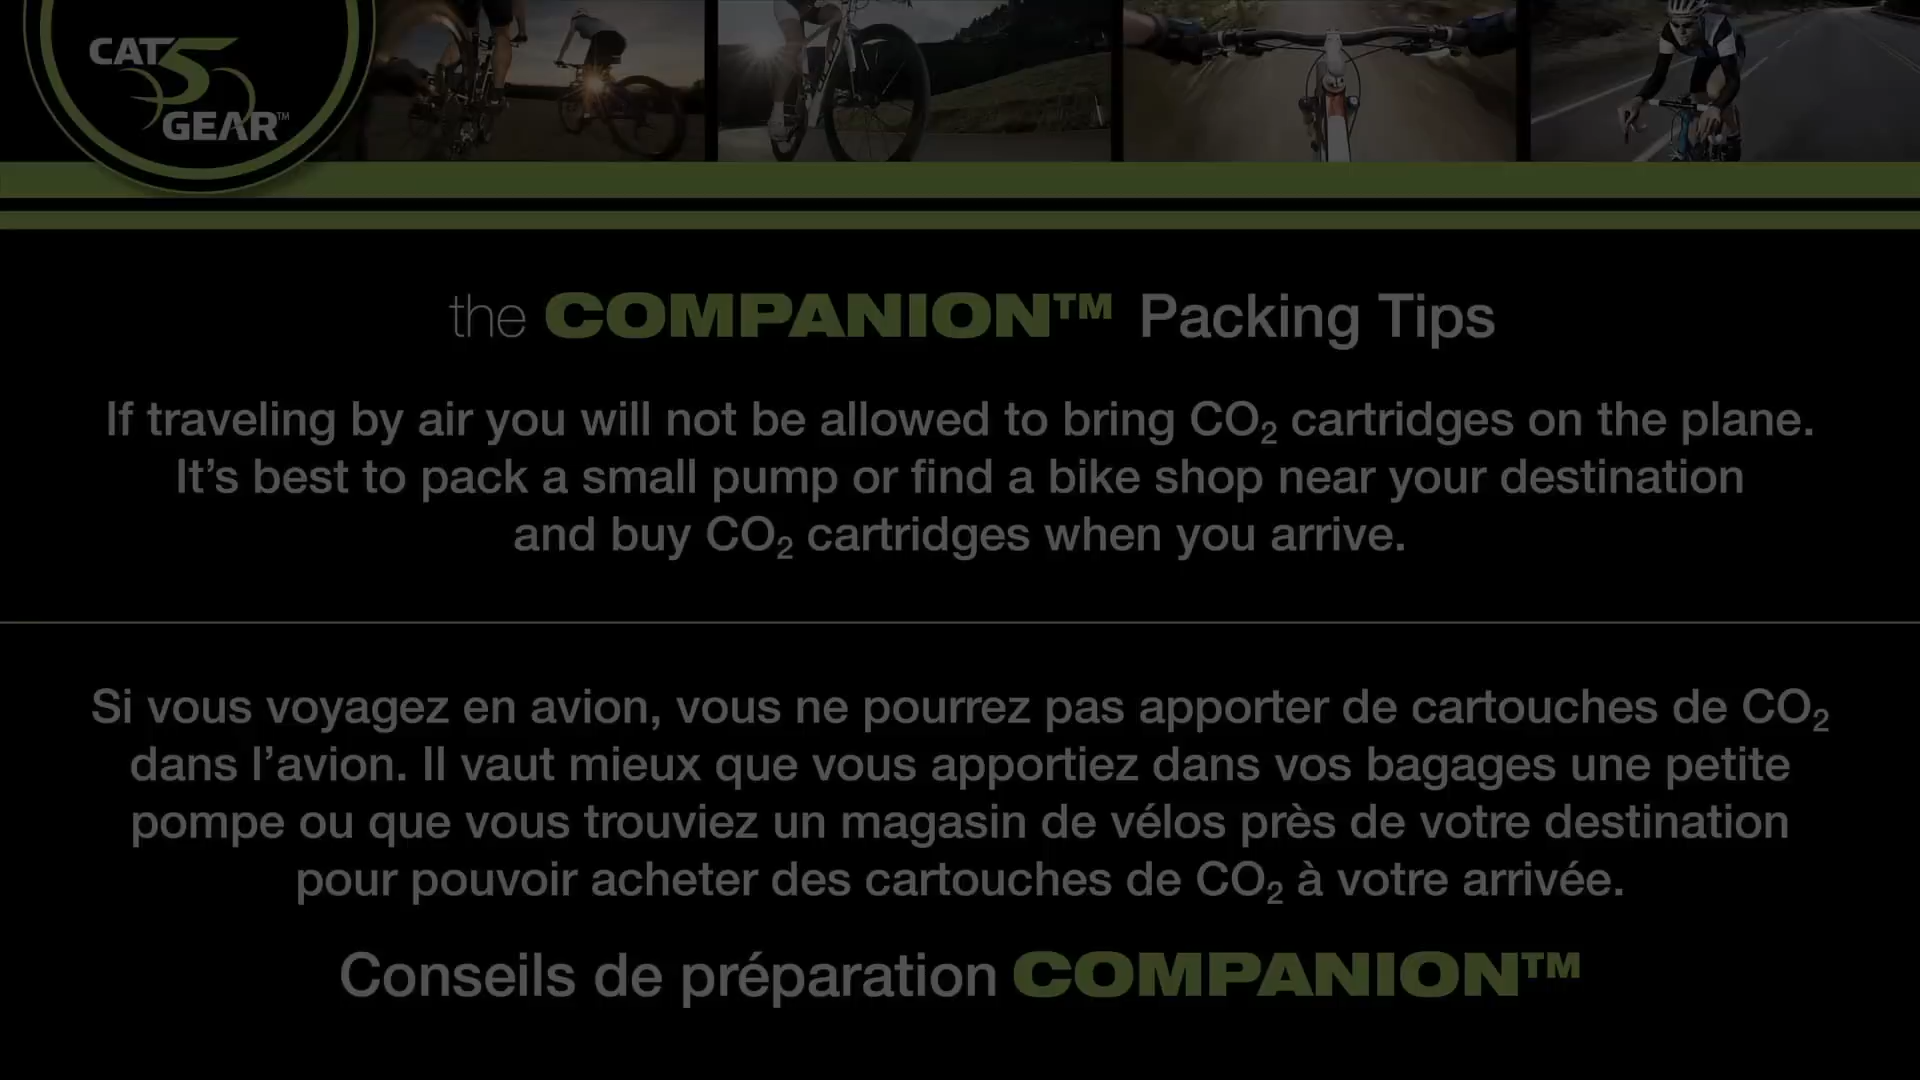 CAT5
GEAR™
the COMPANION™ Packing Tips
If traveling by air you will not be allowed to bring CO₂ cartridges on the plane.
It’s best to pack a small pump or find a bike shop near your destination
and buy CO₂ cartridges when you arrive.
Si vous voyagez en avion, vous ne pourrez pas apporter de cartouches de CO₂
dans l’avion. Il vaut mieux que vous apportiez dans vos bagages une petite
pompe ou que vous trouviez un magasin de vélos près de votre destination
pour pouvoir acheter des cartouches de CO₂ à votre arrivée.
Conseils de préparation COMPANION™